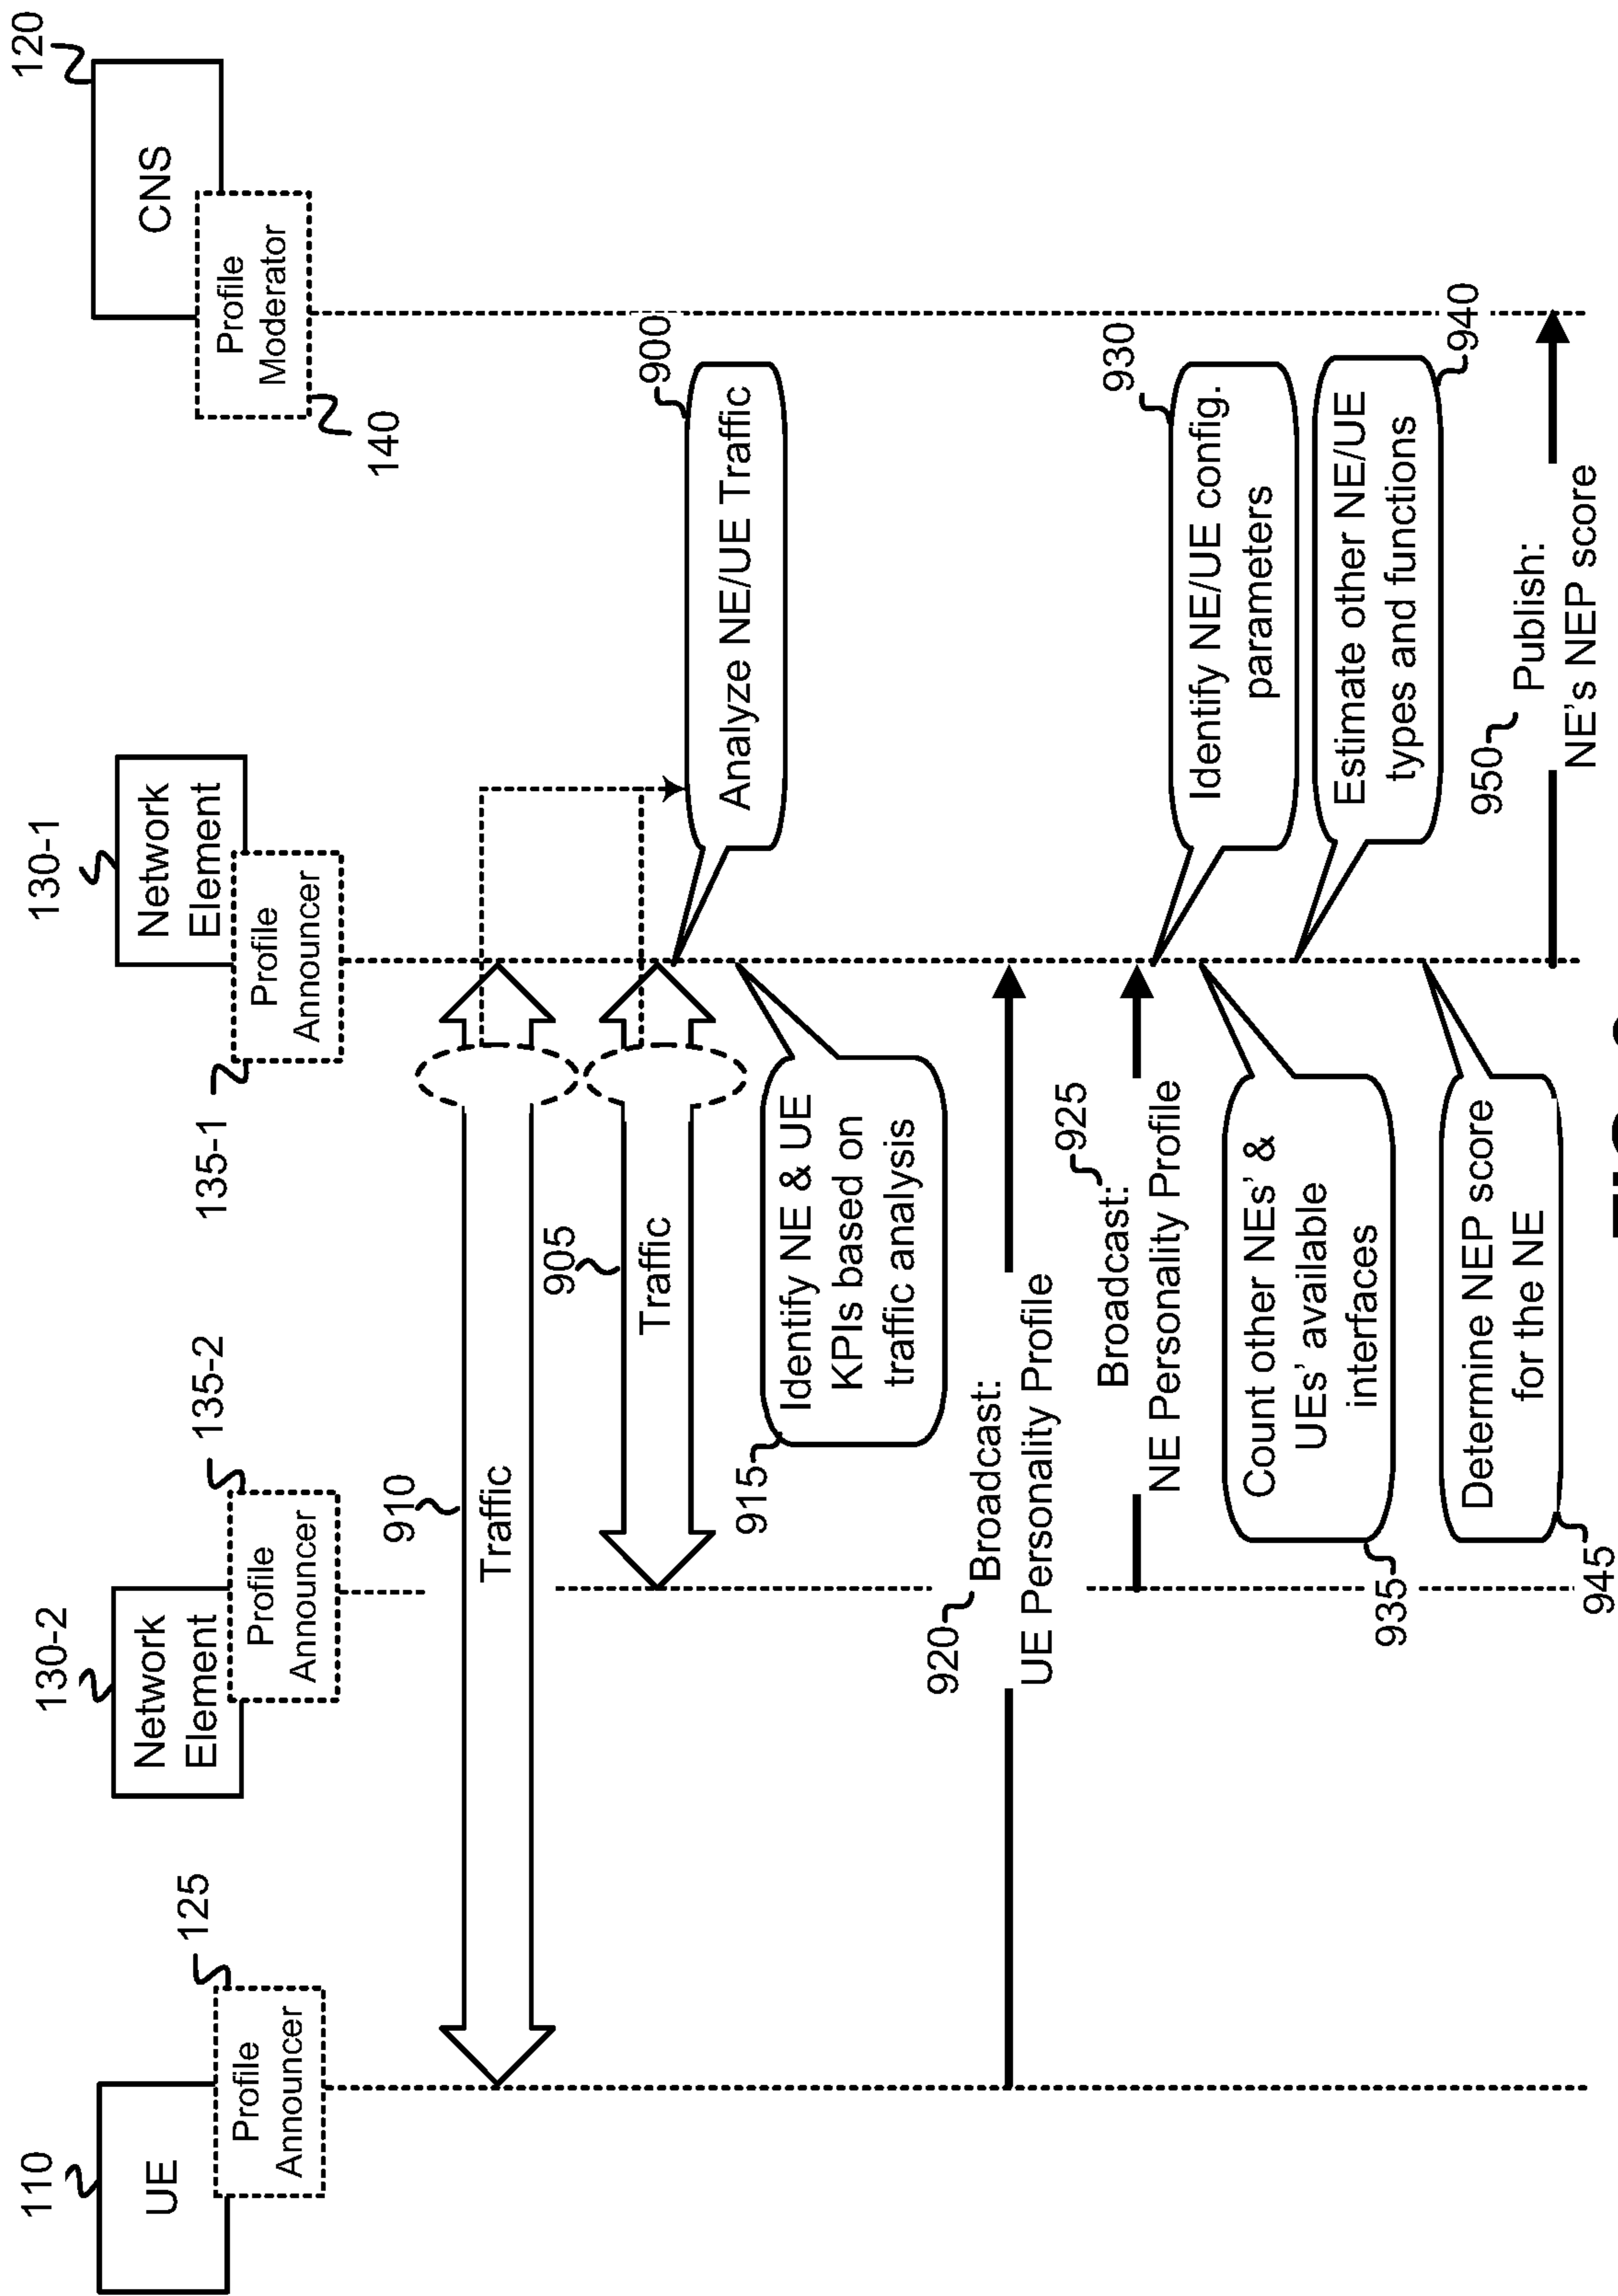 110
UE
Profile
Announcer
125
130-2
Network
Element
Profile
Announcer
135-2
130-1
Network
Element
Profile
Announcer
135-1
120
CNS
Profile
Moderator
140
910
Traffic
905
Traffic
900
Analyze NE/UE Traffic
915
Identify NE & UE
KPIs based on
traffic analysis
920
Broadcast:
UE Personality Profile
925
Broadcast:
NE Personality Profile
930
Identify NE/UE config.
parameters
935
Count other NEs' &
UEs' available
interfaces
940
Estimate other NE/UE
types and functions
945
Determine NEP score
for the NE
950
Publish:
NE's NEP score